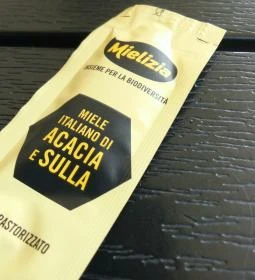 Mielizia
INSIEME PER LA BIODIVERSITÀ
MIELE
ITALIANO DI
ACACIA
E SULLA
PASTORIZZATO